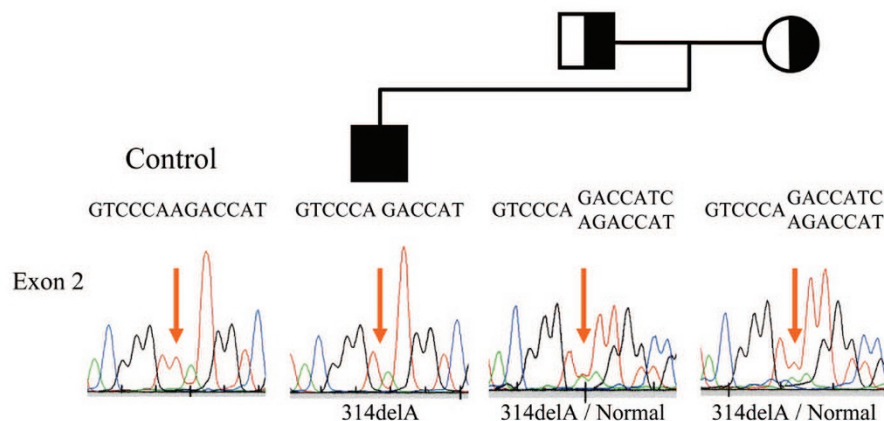 Control
GTCCCAAGACCAT
GTCCCA GACCAT
GTCCCA GACCATC
AGACCAT
GTCCCA GACCATC
AGACCAT
Exon 2
314delA
314delA / Normal
314delA / Normal